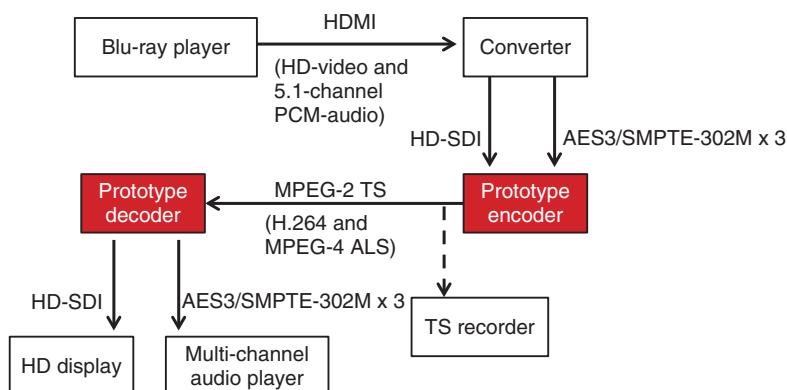 HDMI
Blu-ray player
Converter
(HD-video and
5.1-channel
PCM-audio)
HD-SDI
AES3/SMPTE-302M x 3
Prototype
decoder
MPEG-2 TS
(H.264 and
MPEG-4 ALS)
Prototype
encoder
HD-SDI
AES3/SMPTE-302M x 3
TS recorder
HD display
Multi-channel
audio player